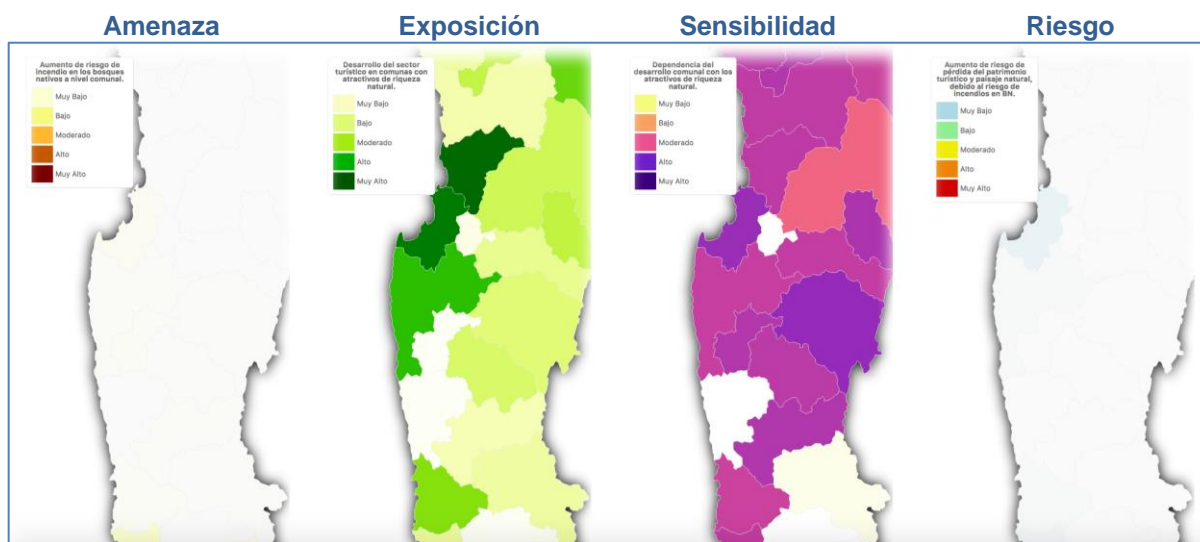 Amenaza
Exposición
Sensibilidad
Riesgo
Aumento de riesgo de
incendio en los bosques
nativos a nivel comunal.
Muy Bajo
Bajo
Moderado
Alto
Muy Alto
Desarrollo del sector
turístico en comunas con
atractivos de riqueza
natural.
Muy Bajo
Bajo
Moderado
Alto
Muy Alto
Dependencia del
desarrollo comunal con los
atractivos de riqueza
natural.
Muy Bajo
Bajo
Moderado
Alto
Muy Alto
Aumento de riesgo de
pérdida del patrimonio
turístico y paisaje natural,
debido al riesgo de
incendios en BN.
Muy Bajo
Bajo
Moderado
Alto
Muy Alto